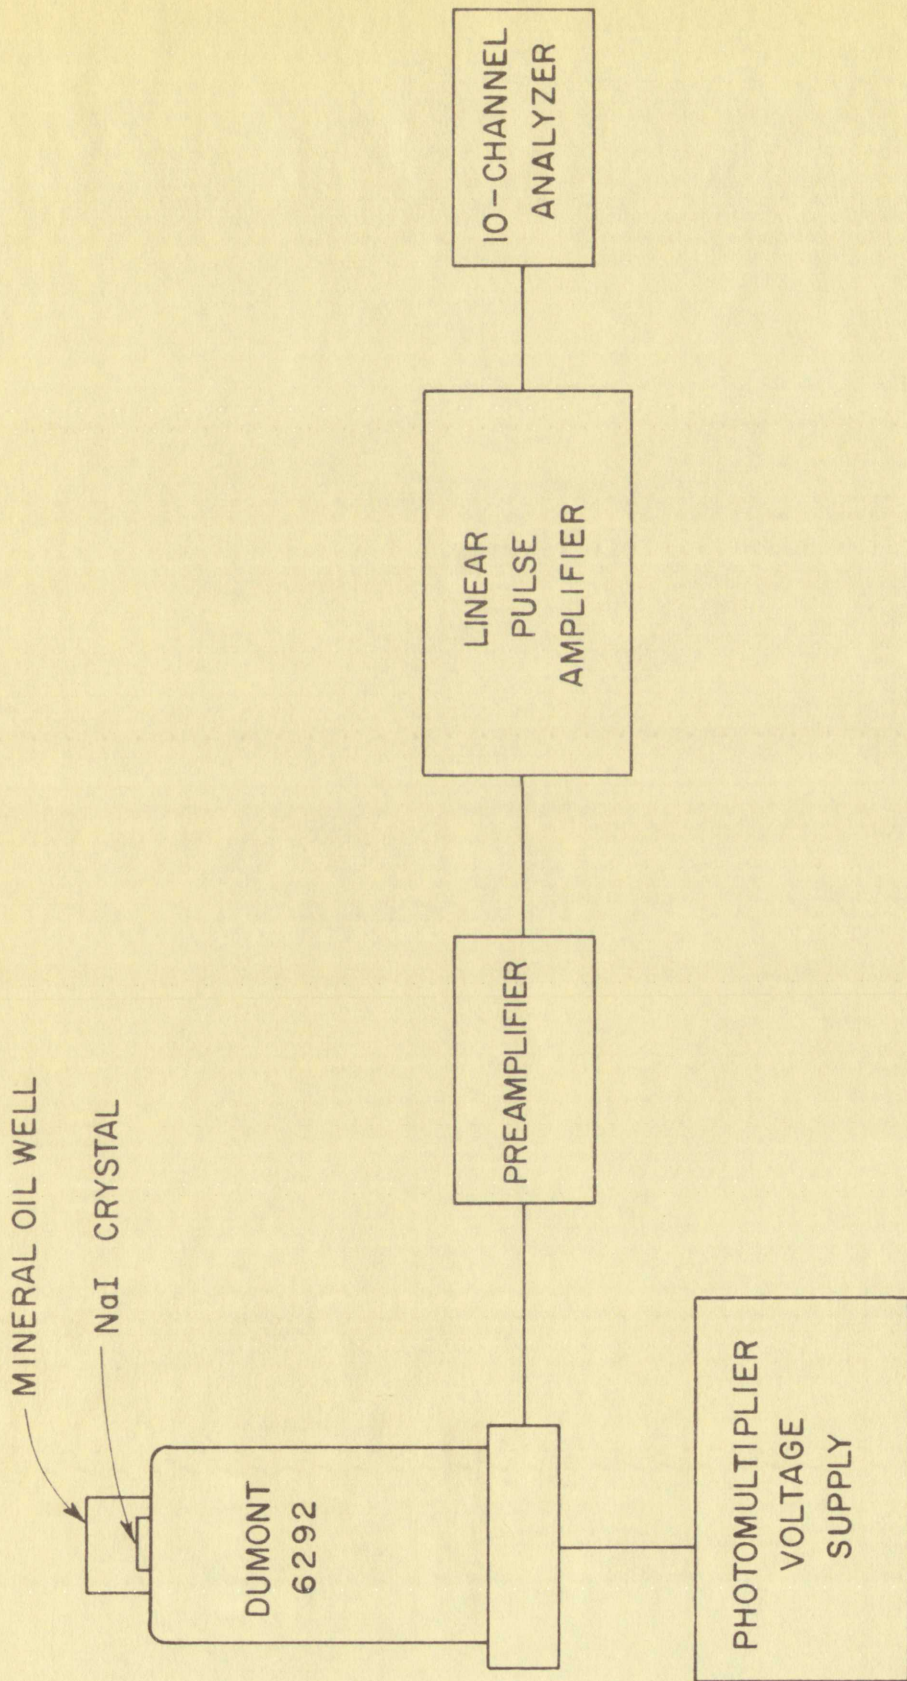 MINERAL OIL WELL
NaI CRYSTAL
DUMONT
6292
PHOTOMULTIPLIER
VOLTAGE
SUPPLY
PREAMPLIFIER
LINEAR
PULSE
AMPLIFIER
10-CHANNEL
ANALYZER